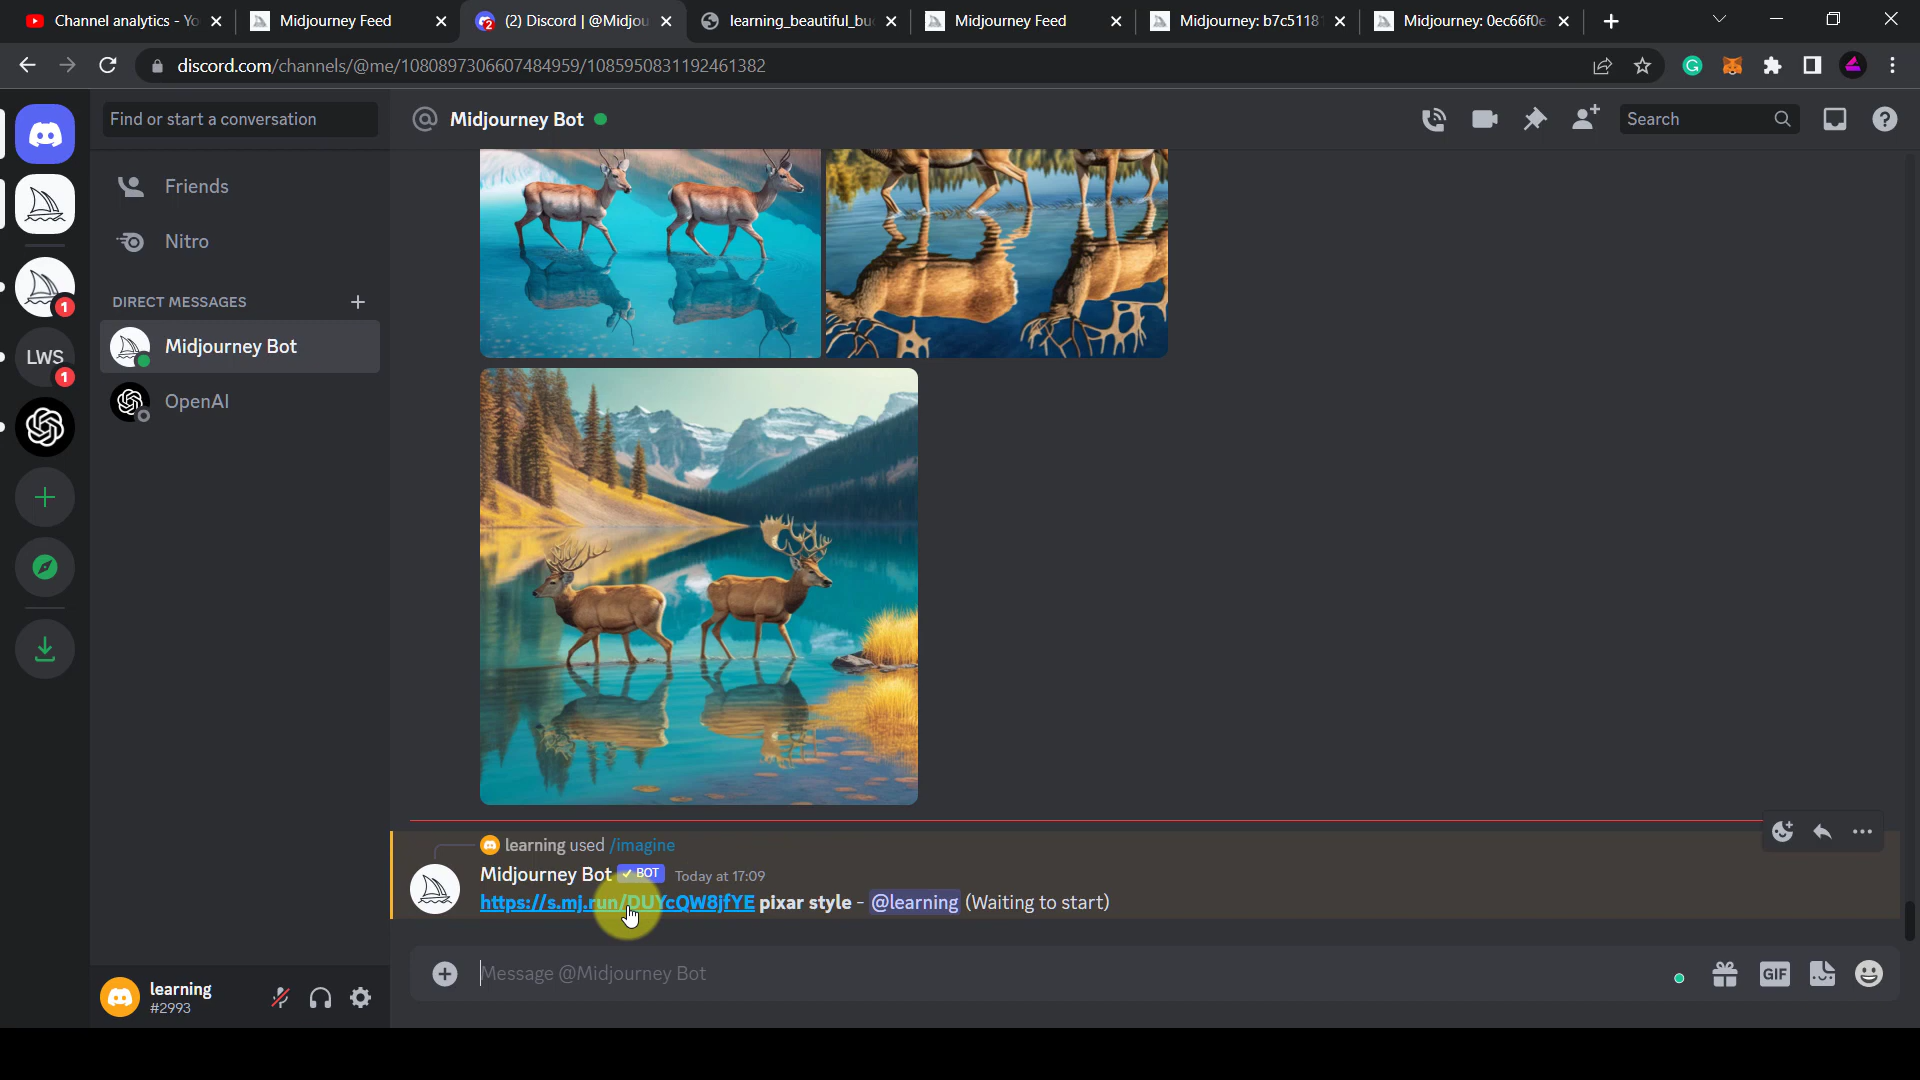 Channel analytics - Yo
Midjourney Feed
(2) Discord | @Midjou
learning_beautiful_bu
Midjourney Feed
Midjourney: b7c5118
Midjourney: 0ec66f0e
discord.com/channels/@me/1080897306607484959/1085950831192461382
Find or start a conversation
Midjourney Bot
Search
Friends
Nitro
DIRECT MESSAGES
Midjourney Bot
OpenAI
1
LWS
1
learning used /imagine
Midjourney Bot BOT Today at 17:09
https://s.mj.run/DUYcQW8jfYE pixar style - @learning (Waiting to start)
Message @Midjourney Bot
GIF
learning
#2993